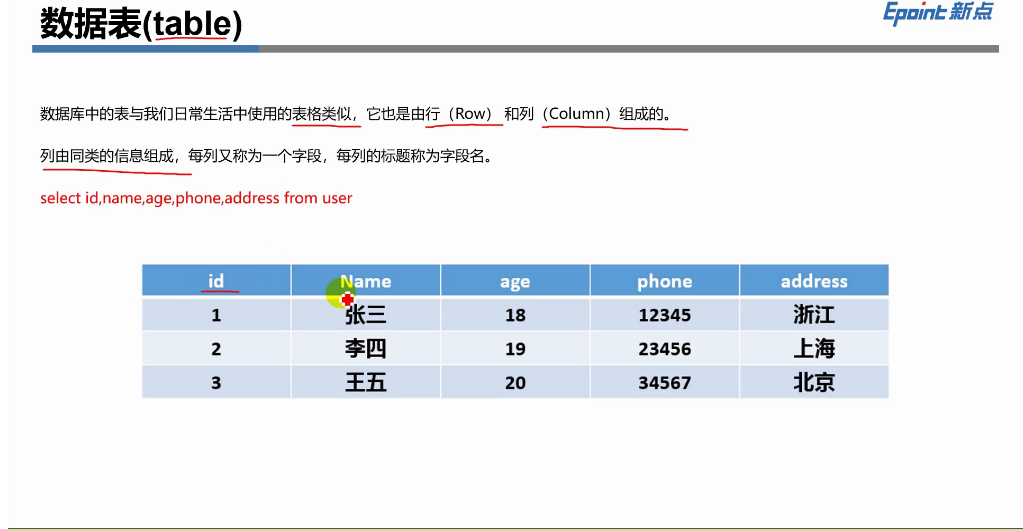 数据表(table)
Epoint 新点
数据库中的表与我们日常生活中使用的表格类似，它也是由行（Row）和列（Column）组成的。
列由同类的信息组成，每列又称为一个字段，每列的标题称为字段名。
select id,name,age,phone,address from user
id Name age phone address
1 张三 18 12345 浙江
2 李四 19 23456 上海
3 王五 20 34567 北京